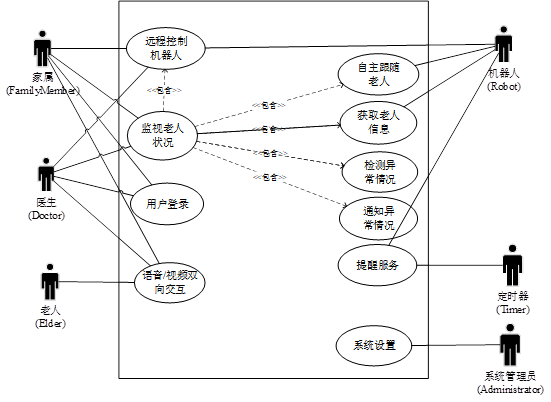 远程控制
机器人
家属
(FamilyMember)
机器人
(Robot)
自主跟随
老人
<<包含>>
<<包含>>
监视老人
状况
获取老人
信息
<<包含>>
<<包含>>
检测异
常情况
<<包含>>
医生
(Doctor)
用户登录
通知异
常情况
语音/视频双
向交互
提醒服务
老人
(Elder)
定时器
(Timer)
系统设置
系统管理员
(Administrator)